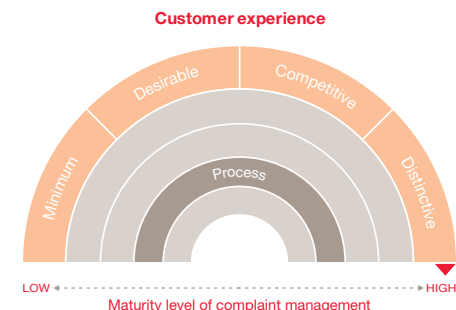 Customer experience
Minimum
Desirable
Competitive
Distinctive
Process
LOW
HIGH
Maturity level of complaint management